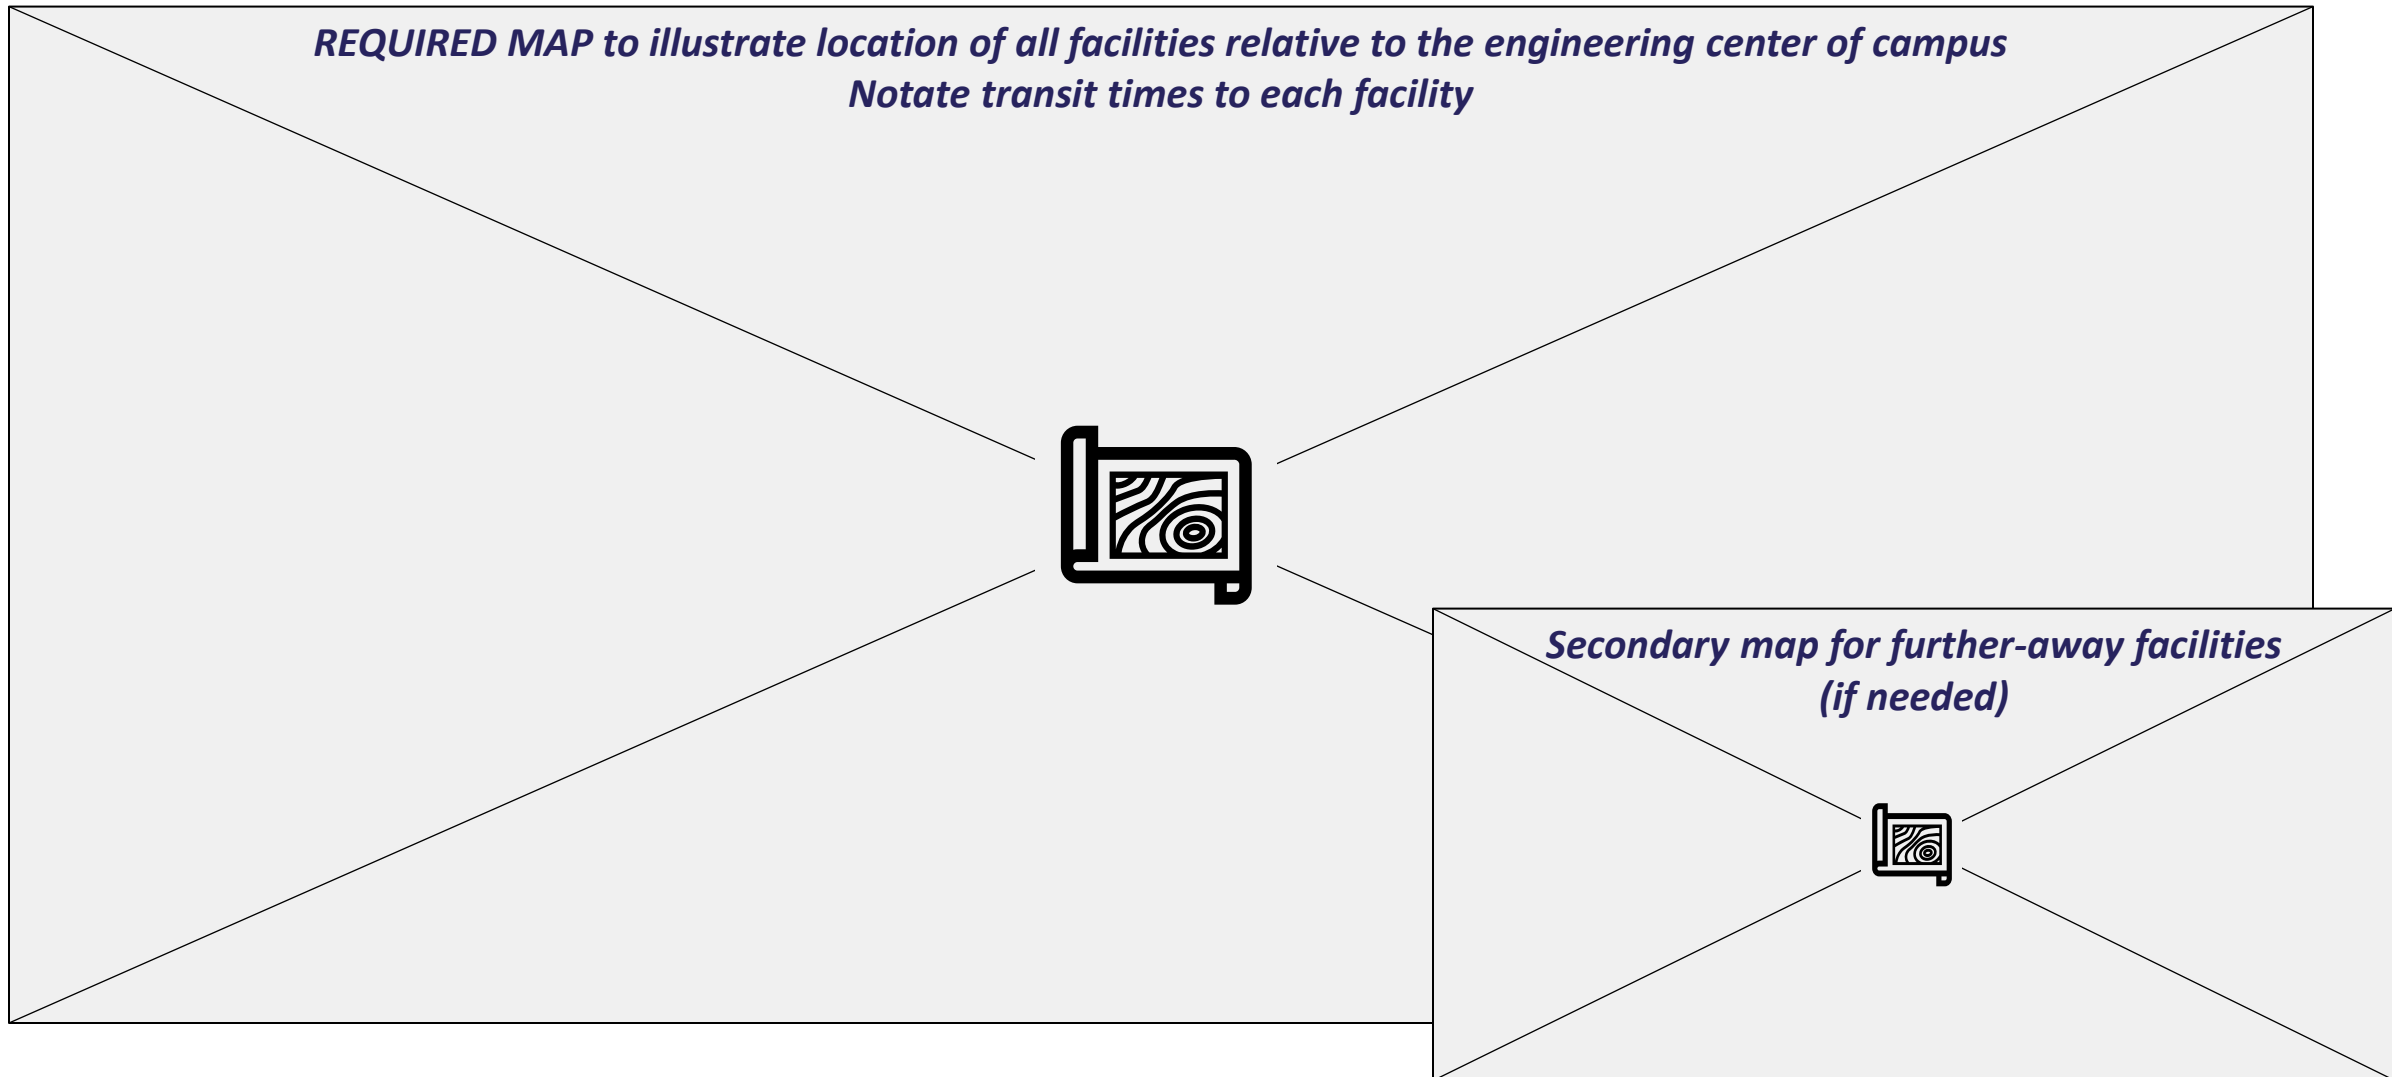 REQUIRED MAP to illustrate location of all facilities relative to the engineering center of campus
Notate transit times to each facility
Secondary map for further-away facilities
(if needed)